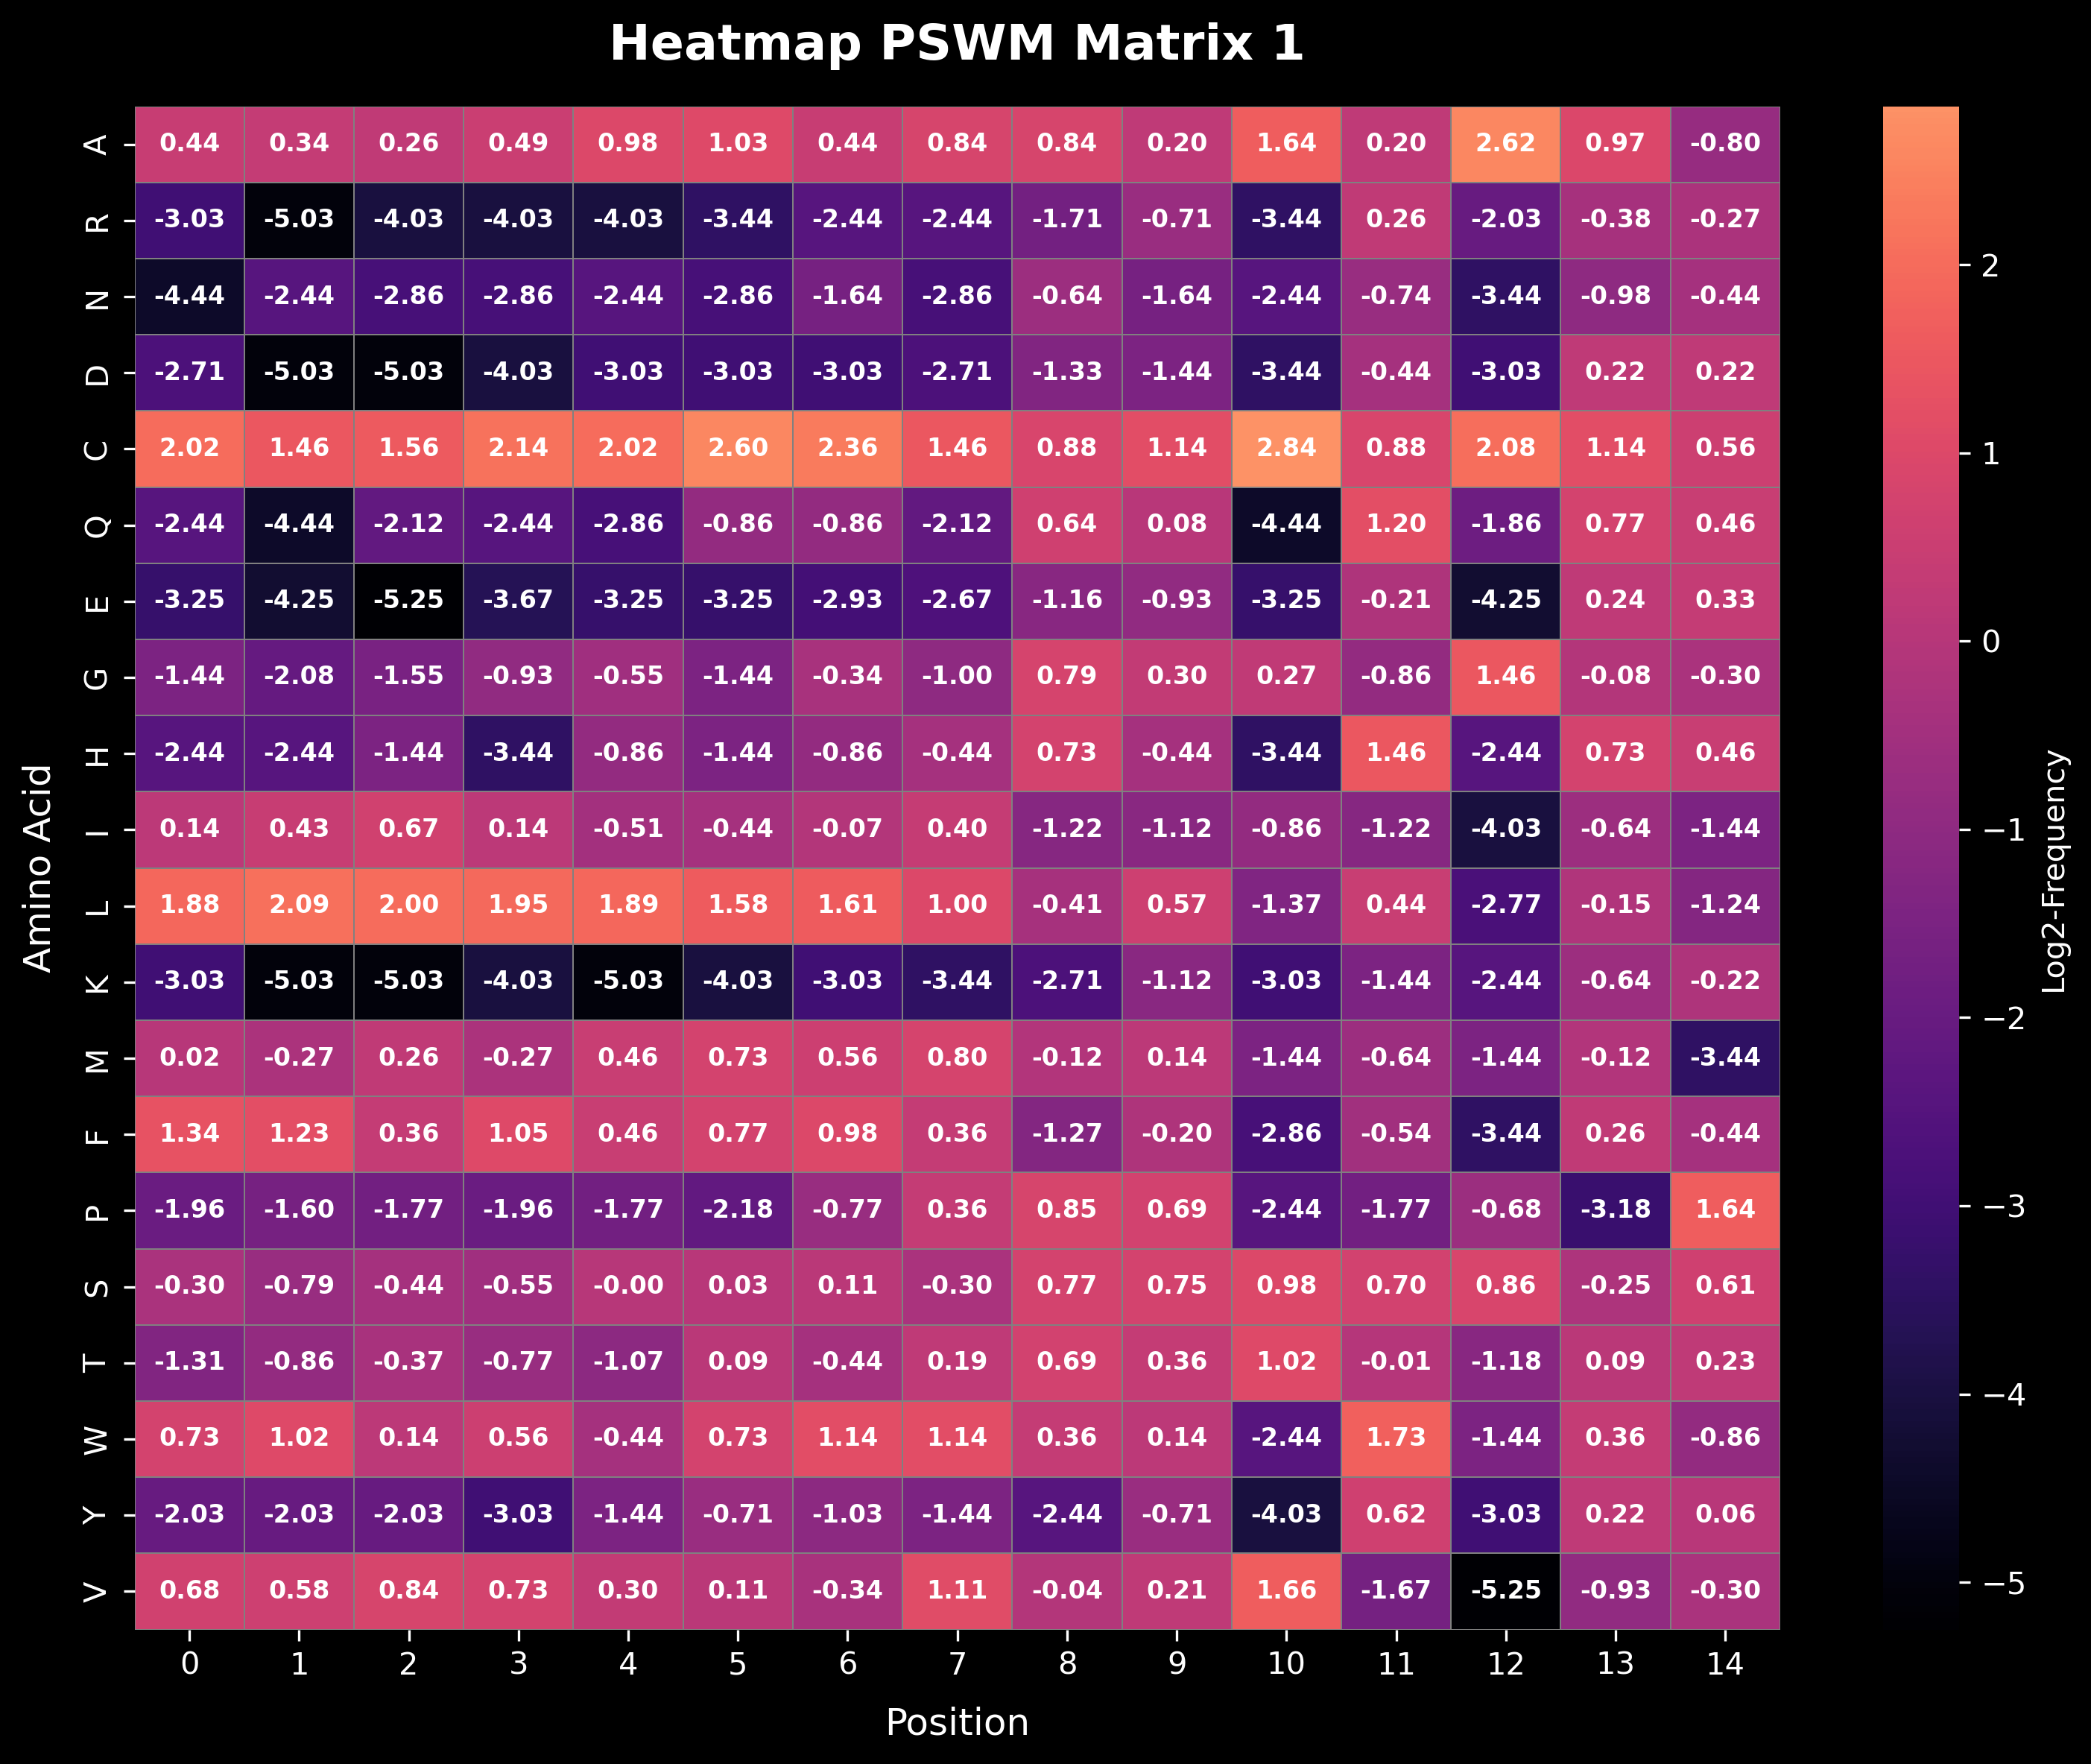 Heatmap PSWM Matrix 1
A 0.44 0.34 0.26 0.49 0.98 1.03 0.44 0.84 0.84 0.20 1.64 0.20 2.62 0.97 -0.80
R -3.03 -5.03 -4.03 -4.03 -4.03 -3.44 -2.44 -2.44 -1.71 -0.71 -3.44 0.26 -2.03 -0.38 -0.27
N -4.44 -2.44 -2.86 -2.86 -2.44 -2.86 -1.64 -2.86 -0.64 -1.64 -2.44 -0.74 -3.44 -0.98 -0.44
D -2.71 -5.03 -5.03 -4.03 -3.03 -3.03 -3.03 -2.71 -1.33 -1.44 -3.44 -0.44 -3.03 0.22 0.22
C 2.02 1.46 1.56 2.14 2.02 2.60 2.36 1.46 0.88 1.14 2.84 0.88 2.08 1.14 0.56
Q -2.44 -4.44 -2.12 -2.44 -2.86 -0.86 -0.86 -2.12 0.64 0.08 -4.44 1.20 -1.86 0.77 0.46
E -3.25 -4.25 -5.25 -3.67 -3.25 -3.25 -2.93 -2.67 -1.16 -0.93 -3.25 -0.21 -4.25 0.24 0.33
G -1.44 -2.08 -1.55 -0.93 -0.55 -1.44 -0.34 -1.00 0.79 0.30 0.27 -0.86 1.46 -0.08 -0.30
H -2.44 -2.44 -1.44 -3.44 -0.86 -1.44 -0.86 -0.44 0.73 -0.44 -3.44 1.46 -2.44 0.73 0.46
I 0.14 0.43 0.67 0.14 -0.51 -0.44 -0.07 0.40 -1.22 -1.12 -0.86 -1.22 -4.03 -0.64 -1.44
L 1.88 2.09 2.00 1.95 1.89 1.58 1.61 1.00 -0.41 0.57 -1.37 0.44 -2.77 -0.15 -1.24
K -3.03 -5.03 -5.03 -4.03 -5.03 -4.03 -3.03 -3.44 -2.71 -1.12 -3.03 -1.44 -2.44 -0.64 -0.22
M 0.02 -0.27 0.26 -0.27 0.46 0.73 0.56 0.80 -0.12 0.14 -1.44 -0.64 -1.44 -0.12 -3.44
F 1.34 1.23 0.36 1.05 0.46 0.77 0.98 0.36 -1.27 -0.20 -2.86 -0.54 -3.44 0.26 -0.44
P -1.96 -1.60 -1.77 -1.96 -1.77 -2.18 -0.77 0.36 0.85 0.69 -2.44 -1.77 -0.68 -3.18 1.64
S -0.30 -0.79 -0.44 -0.55 -0.00 0.03 0.11 -0.30 0.77 0.75 0.98 0.70 0.86 -0.25 0.61
T -1.31 -0.86 -0.37 -0.77 -1.07 0.09 -0.44 0.19 0.69 0.36 1.02 -0.01 -1.18 0.09 0.23
W 0.73 1.02 0.14 0.56 -0.44 0.73 1.14 1.14 0.36 0.14 -2.44 1.73 -1.44 0.36 -0.86
Y -2.03 -2.03 -2.03 -3.03 -1.44 -0.71 -1.03 -1.44 -2.44 -0.71 -4.03 0.62 -3.03 0.22 0.06
V 0.68 0.58 0.84 0.73 0.30 0.11 -0.34 1.11 -0.04 0.21 1.66 -1.67 -5.25 -0.93 -0.30
0 1 2 3 4 5 6 7 8 9 10 11 12 13 14
Position
Amino Acid
2
1
0
−1
−2
−3
−4
−5
Log2-Frequency